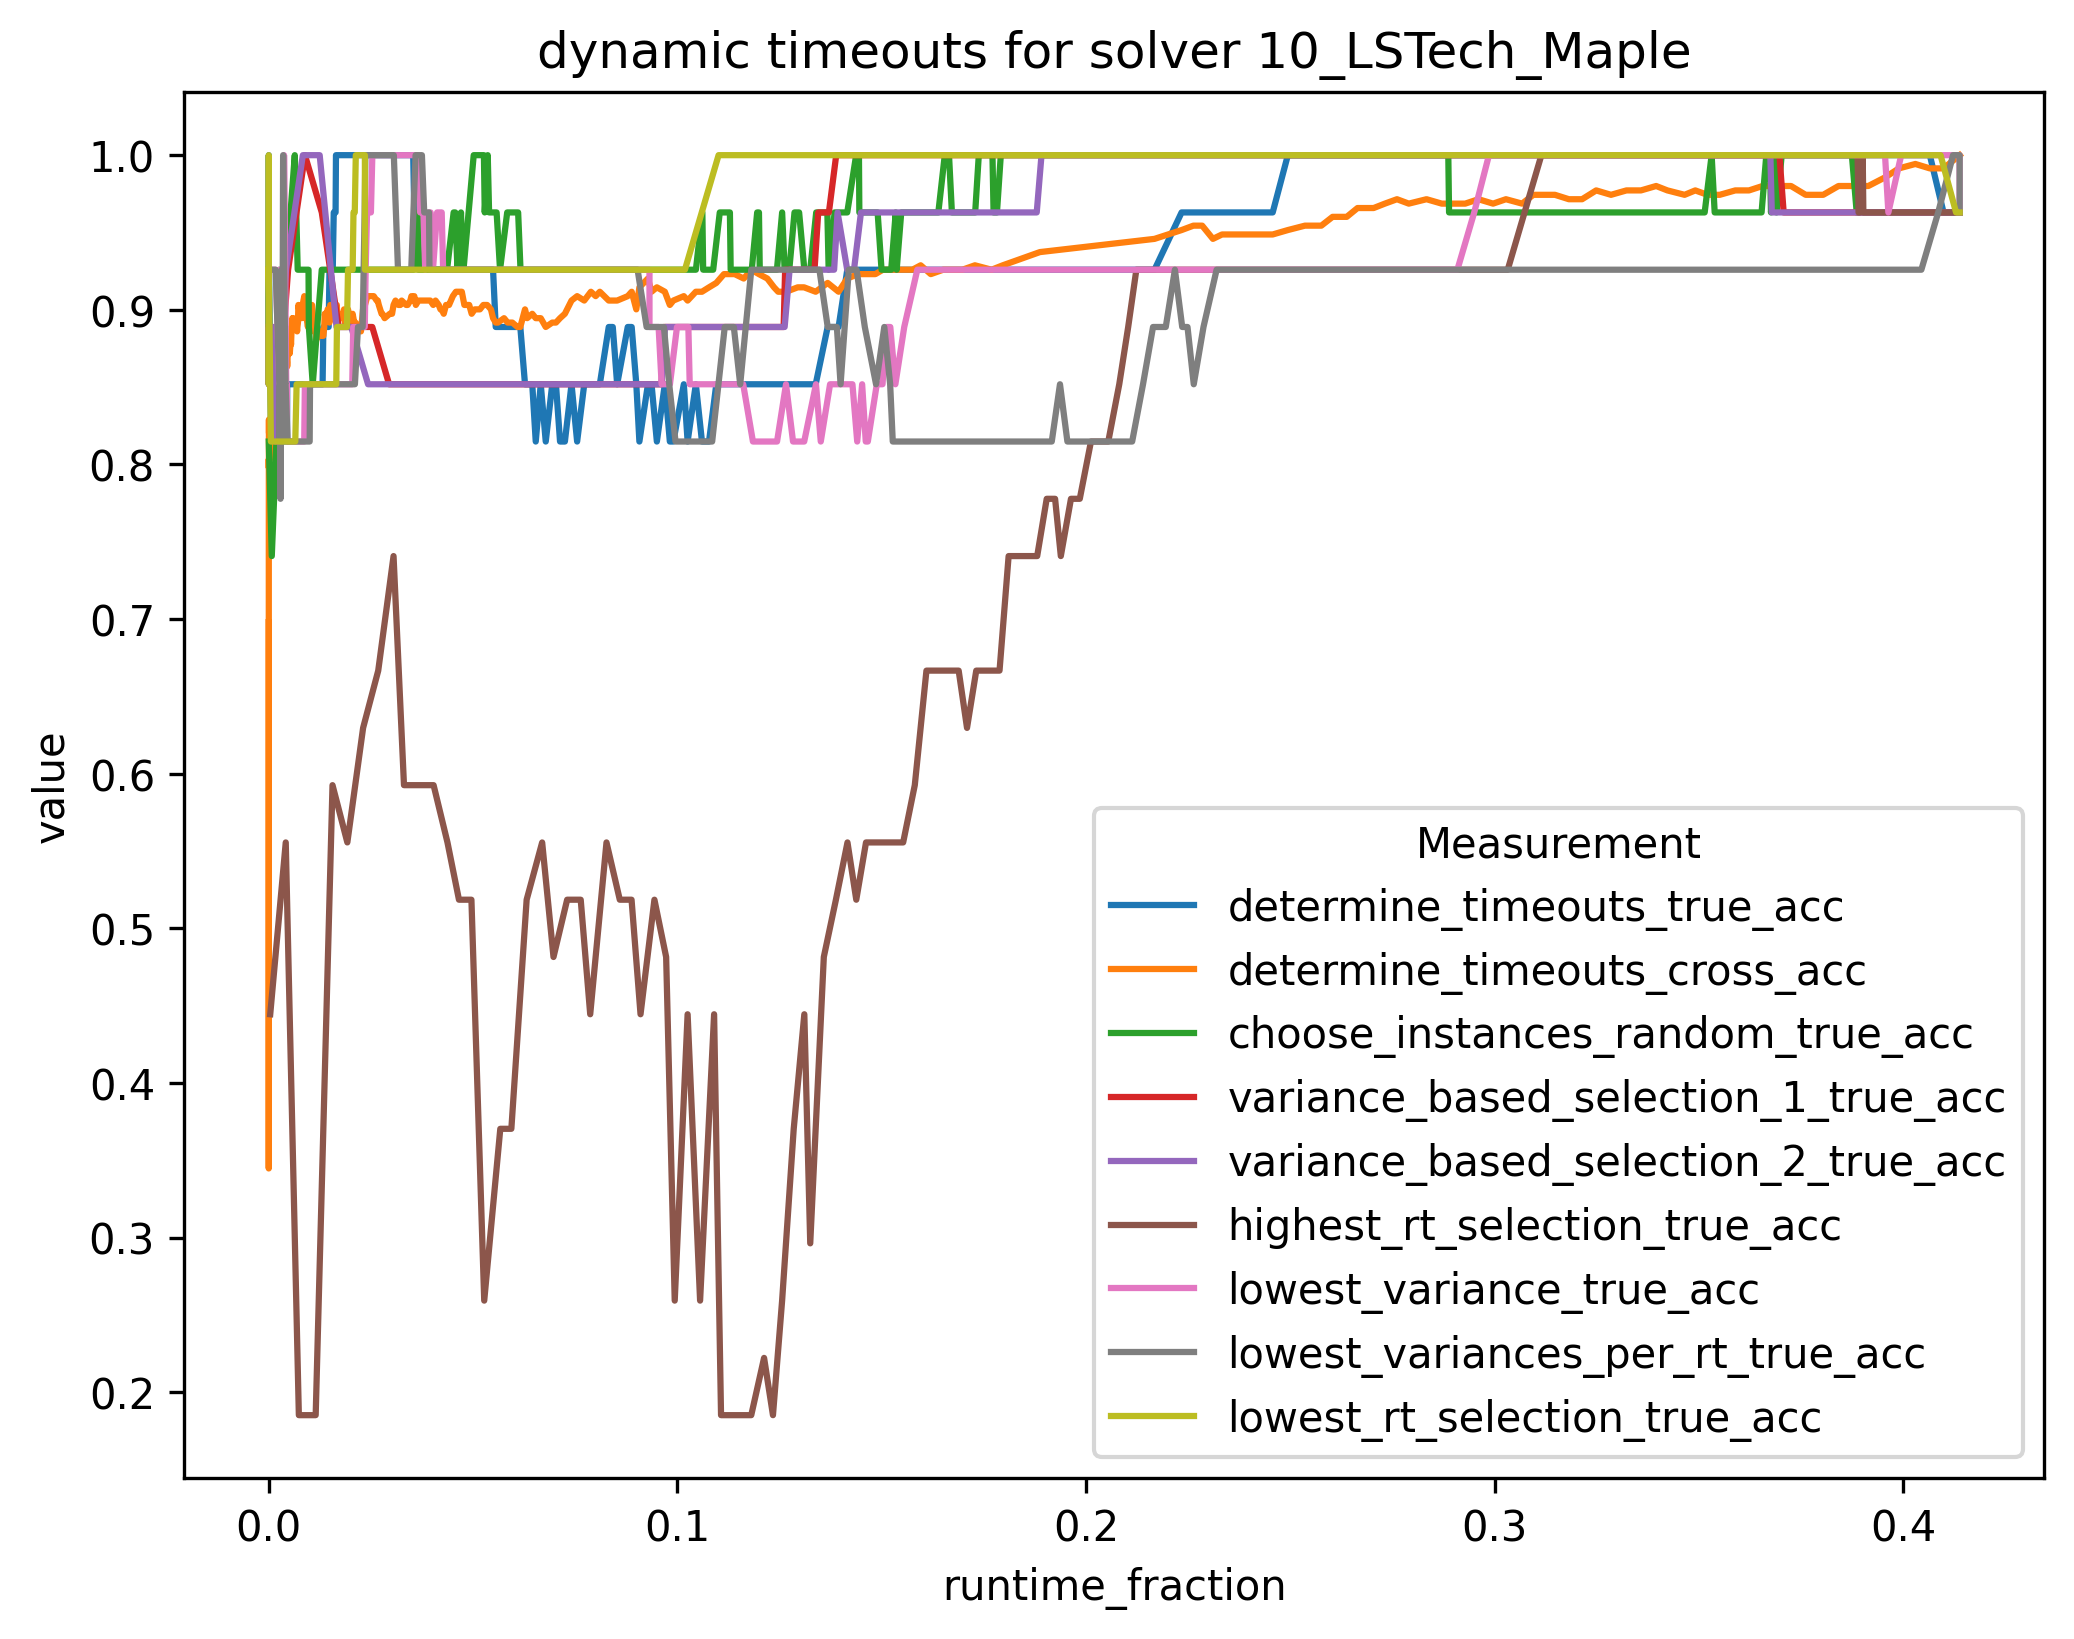 dynamic timeouts for solver 10_LSTech_Maple
1.0
0.9
0.8
0.7
0.6
0.5
0.4
0.3
0.2
value
Measurement
determine_timeouts_true_acc
determine_timeouts_cross_acc
choose_instances_random_true_acc
variance_based_selection_1_true_acc
variance_based_selection_2_true_acc
highest_rt_selection_true_acc
lowest_variance_true_acc
lowest_variances_per_rt_true_acc
lowest_rt_selection_true_acc
0.0 0.1 0.2 0.3 0.4
runtime_fraction